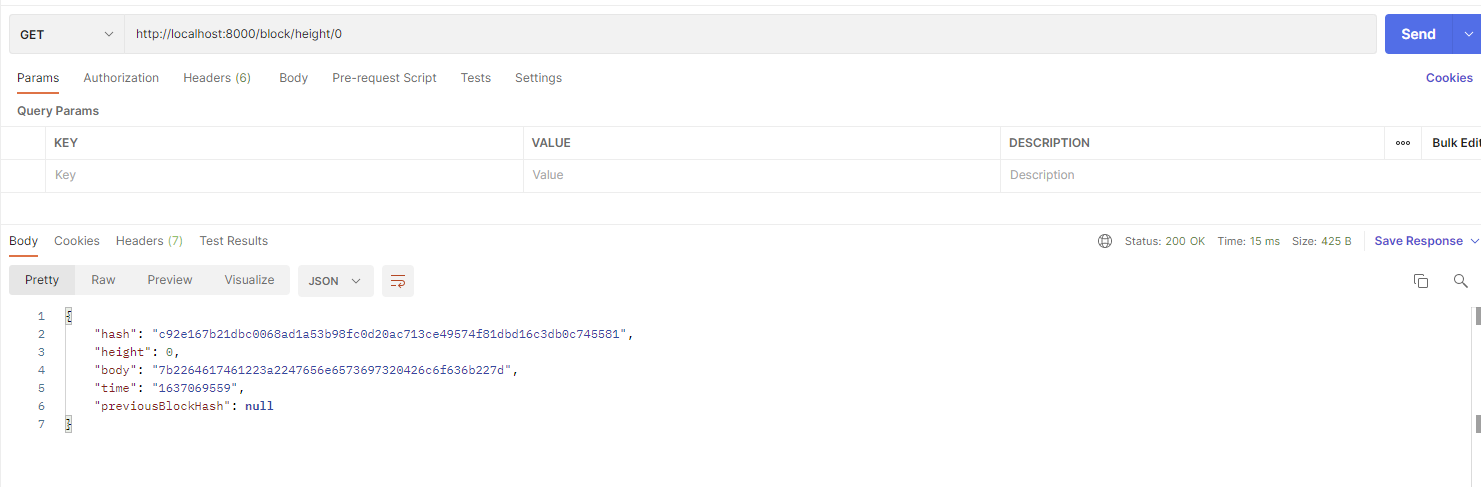 GET http://localhost:8000/block/height/0 Send
Params Authorization Headers (6) Body Pre-request Script Tests Settings Cookies
Query Params
KEY VALUE DESCRIPTION Bulk Edit
Key Value Description
Body Cookies Headers (7) Test Results Status: 200 OK Time: 15 ms Size: 425 B Save Response
Pretty Raw Preview Visualize JSON
1 {
2 "hash": "c92e167b21dbc0068ad1a53b98fc0d20ac713ce49574f81dbd16c3db0c745581",
3 "height": 0,
4 "body": "7b2264617461223a2247656e6573697320426c6f636b227d",
5 "time": "1637069559",
6 "previousBlockHash": null
7 }